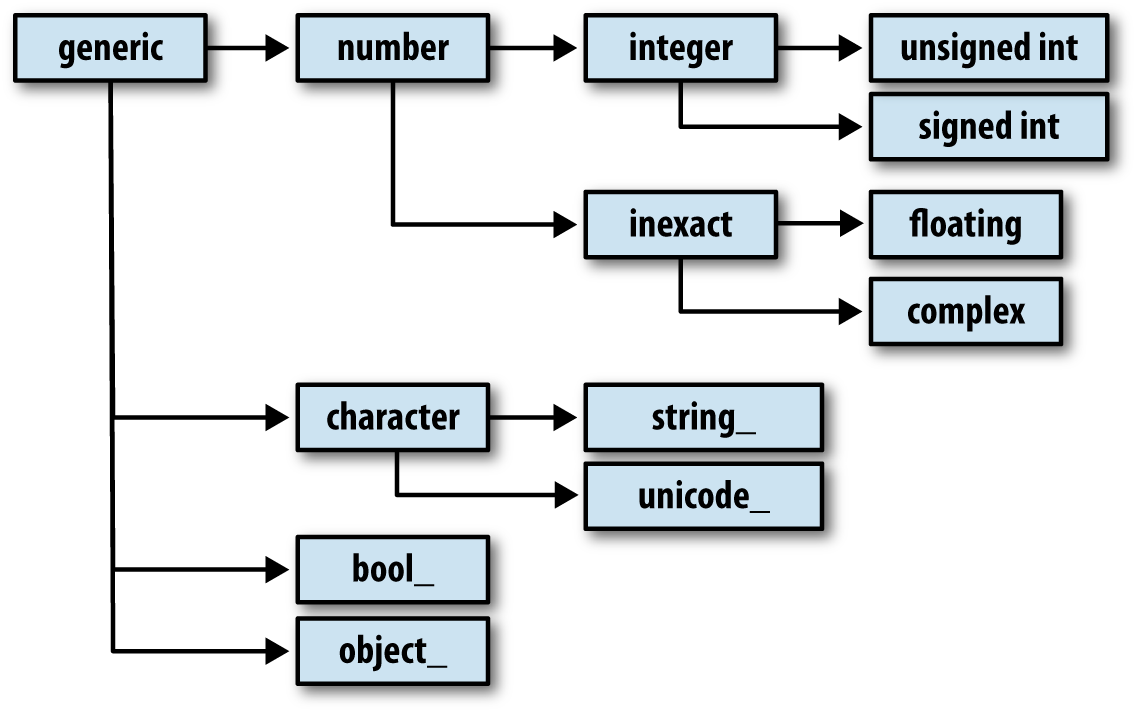 generic
number
integer
unsigned int
signed int
inexact
floating
complex
character
string_
unicode_
bool_
object_